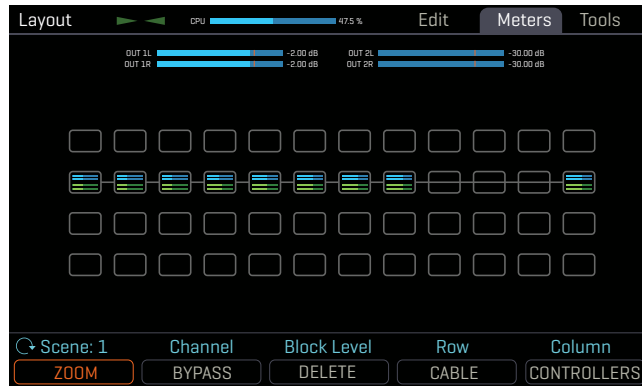 Layout CPU 47.5 % Edit Meters Tools
OUT 1L -2.00 dB OUT 2L -30.00 dB
OUT 1R -2.00 dB OUT 2R -30.00 dB
Scene: 1 Channel Block Level Row Column
ZOOM BYPASS DELETE CABLE CONTROLLERS